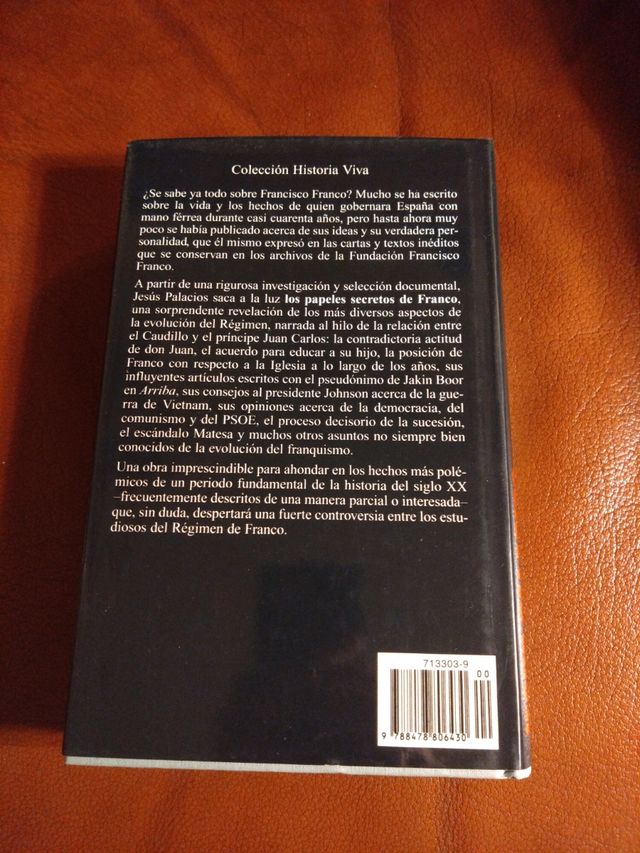 Colección Historia Viva
¿Se sabe ya todo sobre Francisco Franco? Mucho se ha escrito
sobre la vida y los hechos de quien gobernara España con
mano férrea durante casi cuarenta años, pero hasta ahora muy
poco se había publicado acerca de sus ideas y su verdadera per-
sonalidad, que él mismo expresó en las cartas y textos inéditos
que se conservan en los archivos de la Fundación Francisco
Franco.
A partir de una rigurosa investigación y selección documental,
Jesús Palacios saca a la luz los papeles secretos de Franco,
una sorprendente revelación de los más diversos aspectos de
la evolución del Régimen, narrada al hilo de la relación entre
el Caudillo y el príncipe Juan Carlos: la contradictoria actitud
de don Juan, el acuerdo para educar a su hijo, la posición de
Franco con respecto a la Iglesia a lo largo de los años, sus
influyentes artículos escritos con el pseudónimo de Jakin Boor
en Arriba, sus consejos al presidente Johnson acerca de la gue-
rra de Vietnam, sus opiniones acerca de la democracia, del
comunismo y del PSOE, el proceso decisorio de la sucesión,
el escándalo Matesa y muchos otros asuntos no siempre bien
conocidos de la evolución del franquismo.
Una obra imprescindible para ahondar en los hechos más polé-
micos de un período fundamental de la historia del siglo XX
–frecuentemente descritos de una manera parcial o interesada–
que, sin duda, despertará una fuerte controversia entre los estu-
diosos del Régimen de Franco.
713303-9
00
9 788478 806430